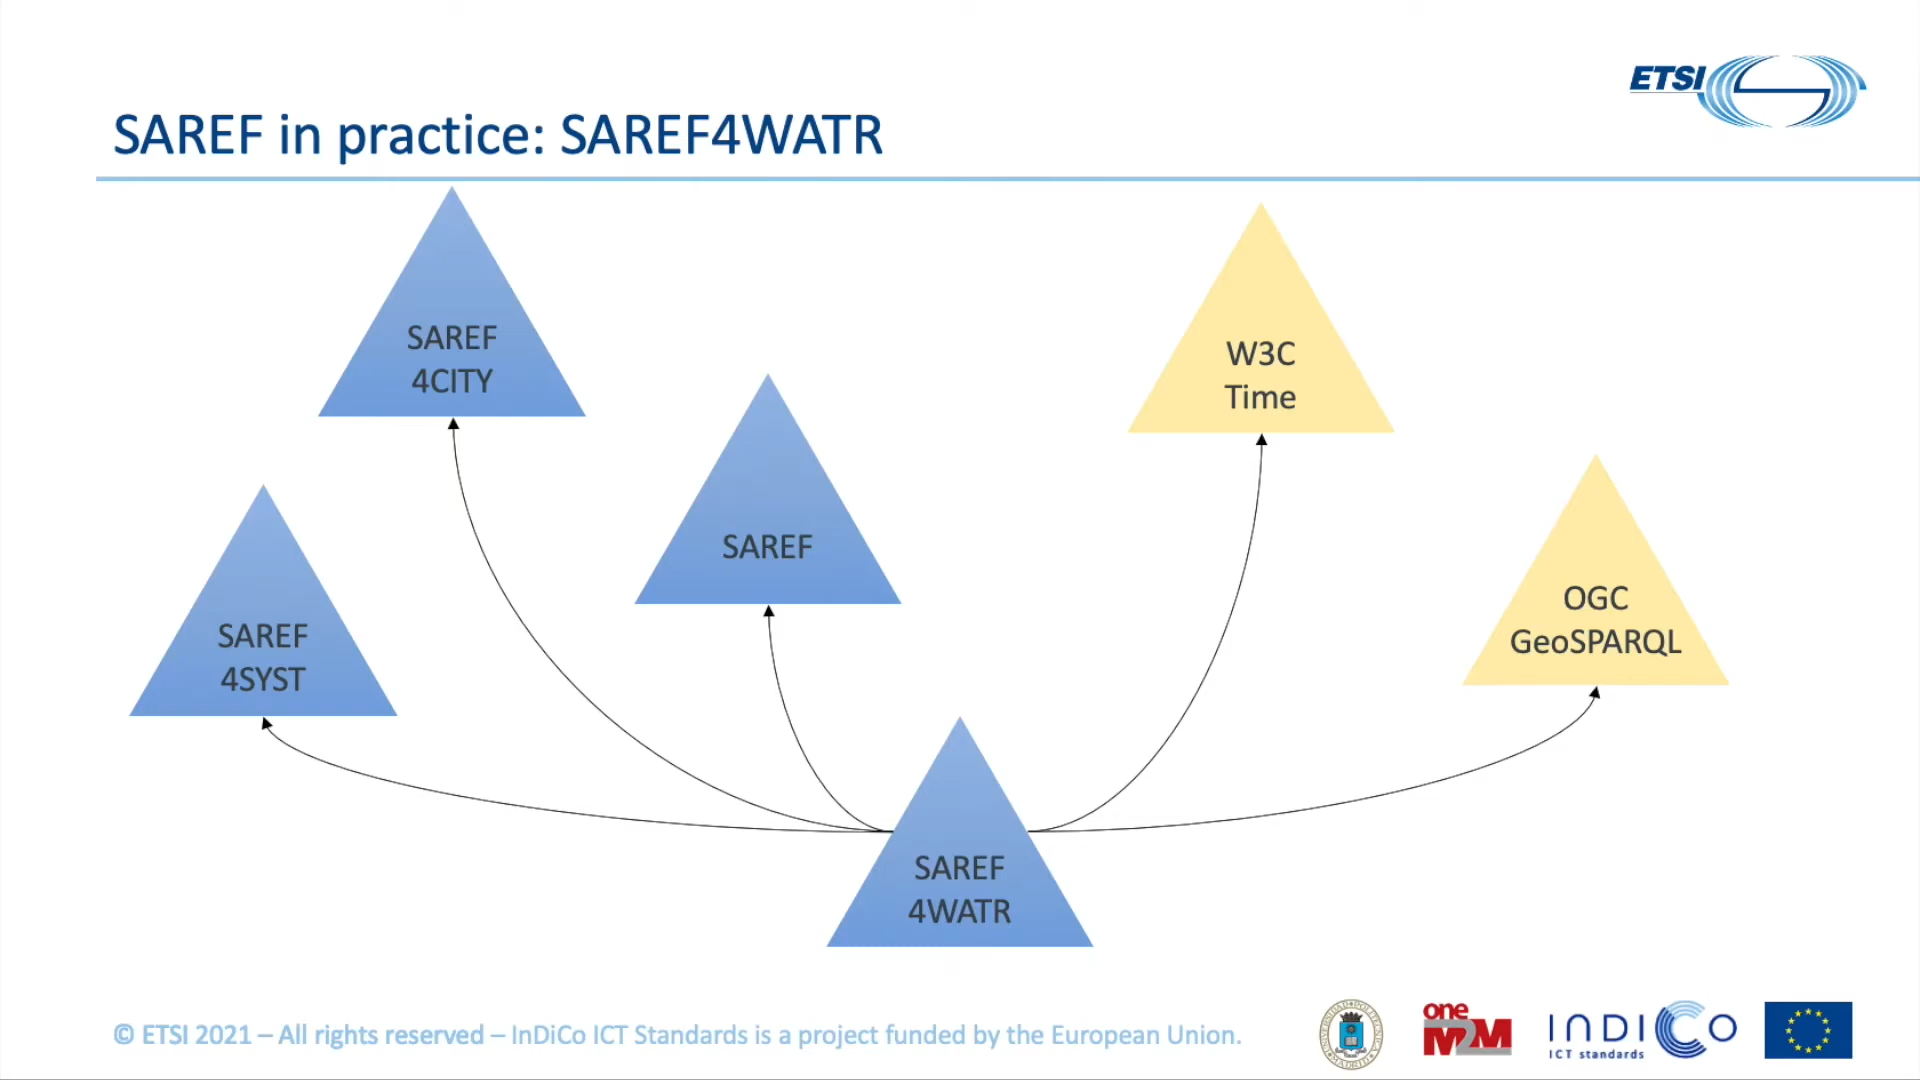 ETSI
SAREF in practice: SAREF4WATR
SAREF
4CITY
W3C
Time
SAREF
OGC
GeoSPARQL
SAREF
4SYST
SAREF
4WATR
© ETSI 2021 – All rights reserved – InDiCo ICT Standards is a project funded by the European Union.
one
M2M
INDICO
ICT standards